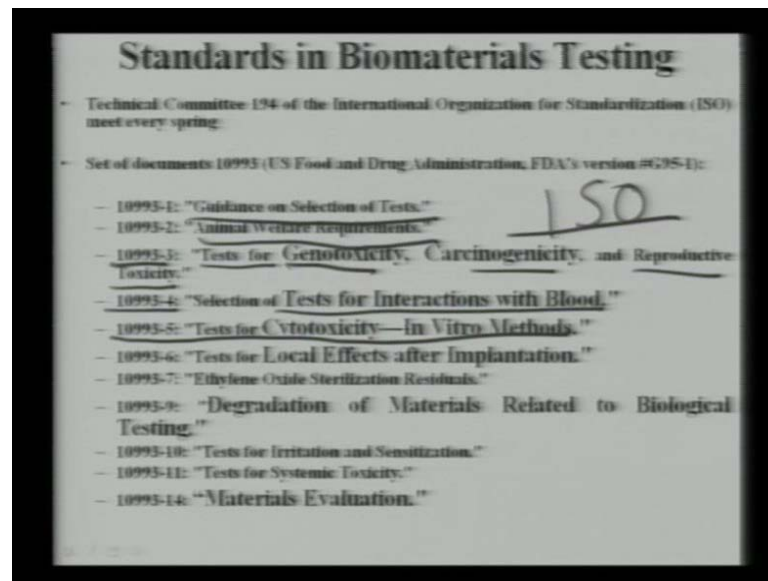 Standards in Biomaterials Testing
- Technical Committee 194 of the International Organization for Standardization (ISO)
meet every spring
- Set of documents 10993 (US Food and Drug Administration, FDA's version #G95-1):
– 10993-1: "Guidance on Selection of Tests."
ISO
– 10993-2: "Animal Welfare Requirements."
– 10993-3: "Tests for Genotoxicity, Carcinogenicity, and Reproductive
Toxicity."
– 10993-4: "Selection of Tests for Interactions with Blood."
– 10993-5: "Tests for Cytotoxicity—In Vitro Methods."
– 10993-6: "Tests for Local Effects after Implantation."
– 10993-7: "Ethylene Oxide Sterilization Residuals."
– 10993-9: "Degradation of Materials Related to Biological
Testing."
– 10993-10: "Tests for Irritation and Sensitization."
– 10993-11: "Tests for Systemic Toxicity."
– 10993-14: "Materials Evaluation."